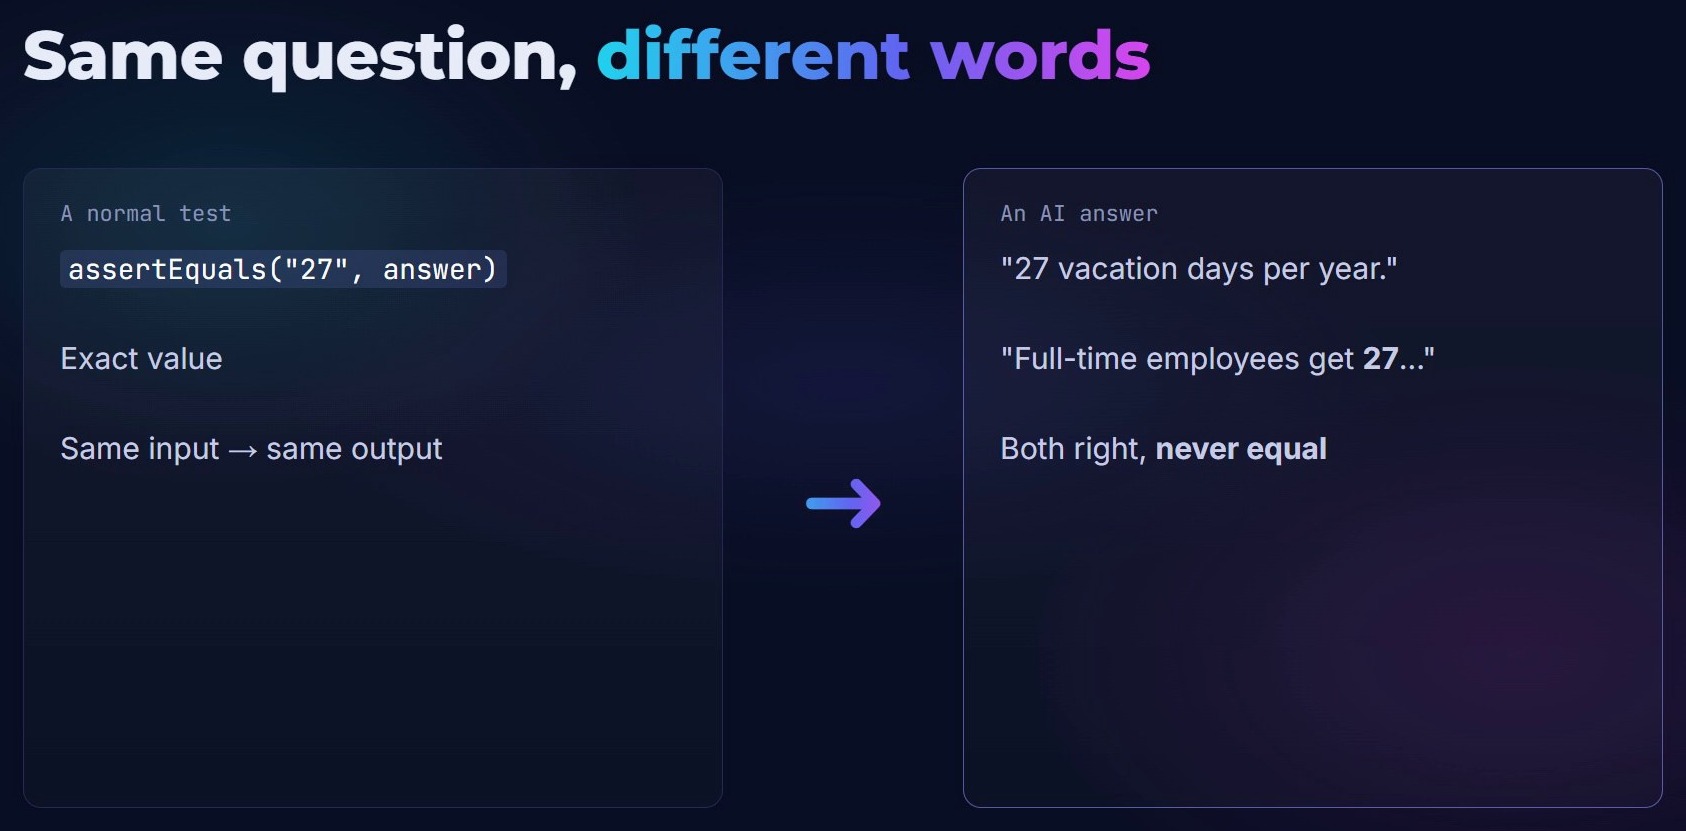 Same question, different words
A normal test
assertEquals("27", answer)
Exact value
Same input → same output
An AI answer
"27 vacation days per year."
"Full-time employees get 27..."
Both right, never equal